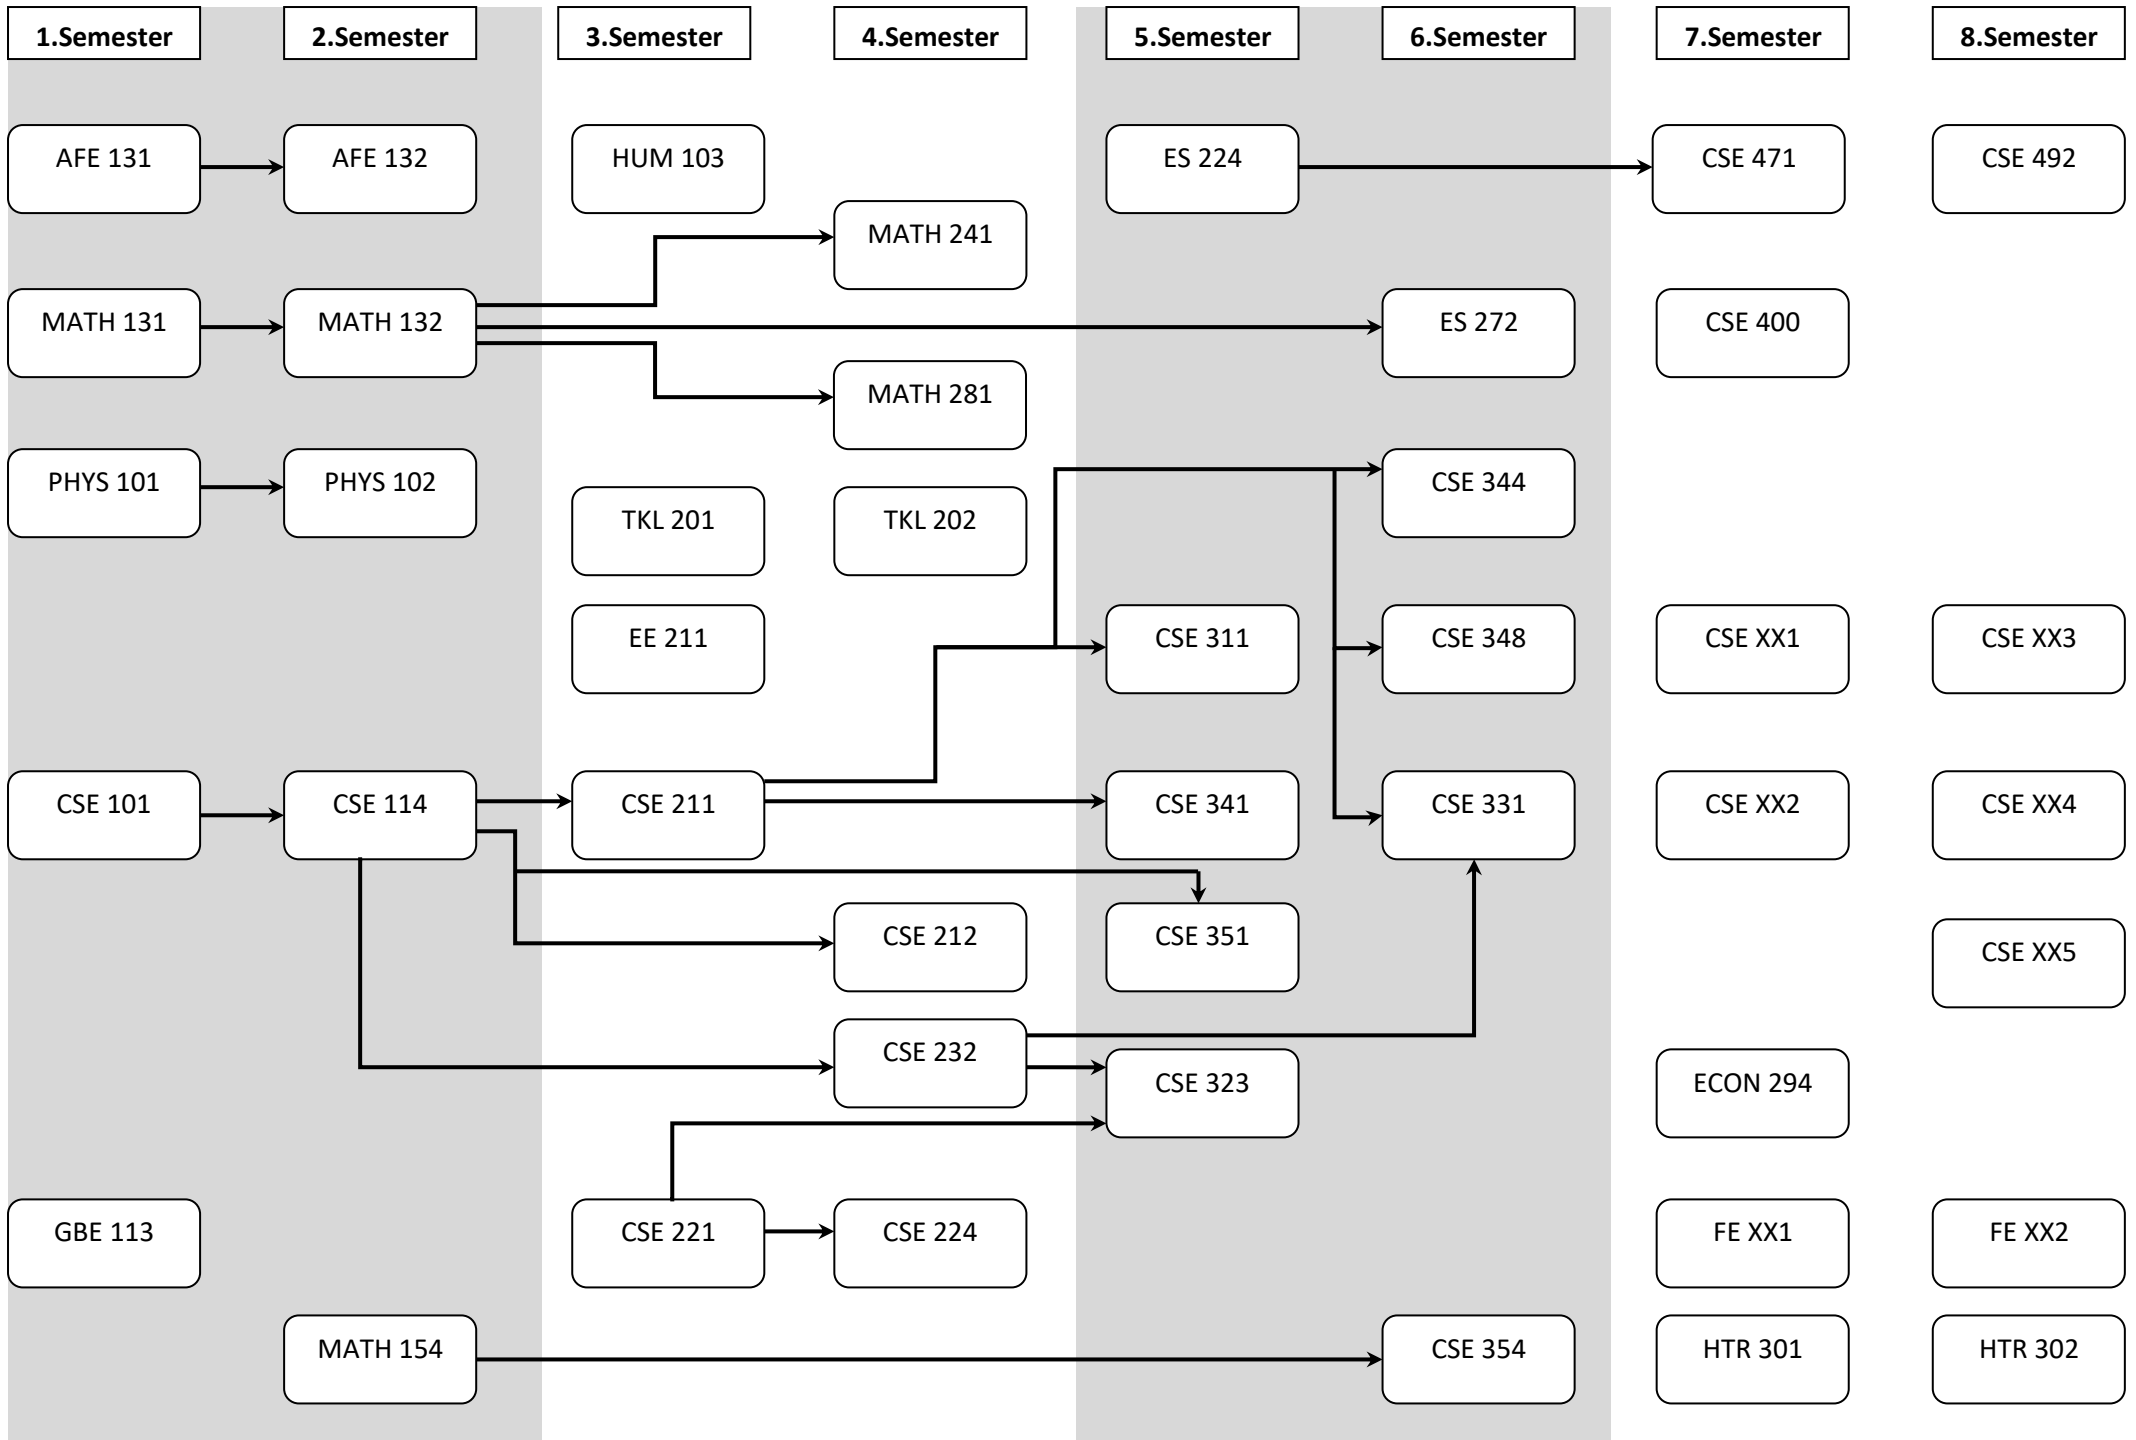 1.Semester
2.Semester
3.Semester
4.Semester
5.Semester
6.Semester
7.Semester
8.Semester
AFE 131
AFE 132
HUM 103
ES 224
CSE 471
CSE 492
MATH 241
MATH 131
MATH 132
ES 272
CSE 400
MATH 281
PHYS 101
PHYS 102
CSE 344
TKL 201
TKL 202
EE 211
CSE 311
CSE 348
CSE XX1
CSE XX3
CSE 101
CSE 114
CSE 211
CSE 341
CSE 331
CSE XX2
CSE XX4
CSE 212
CSE 351
CSE XX5
CSE 232
CSE 323
ECON 294
GBE 113
CSE 221
CSE 224
FE XX1
FE XX2
MATH 154
CSE 354
HTR 301
HTR 302